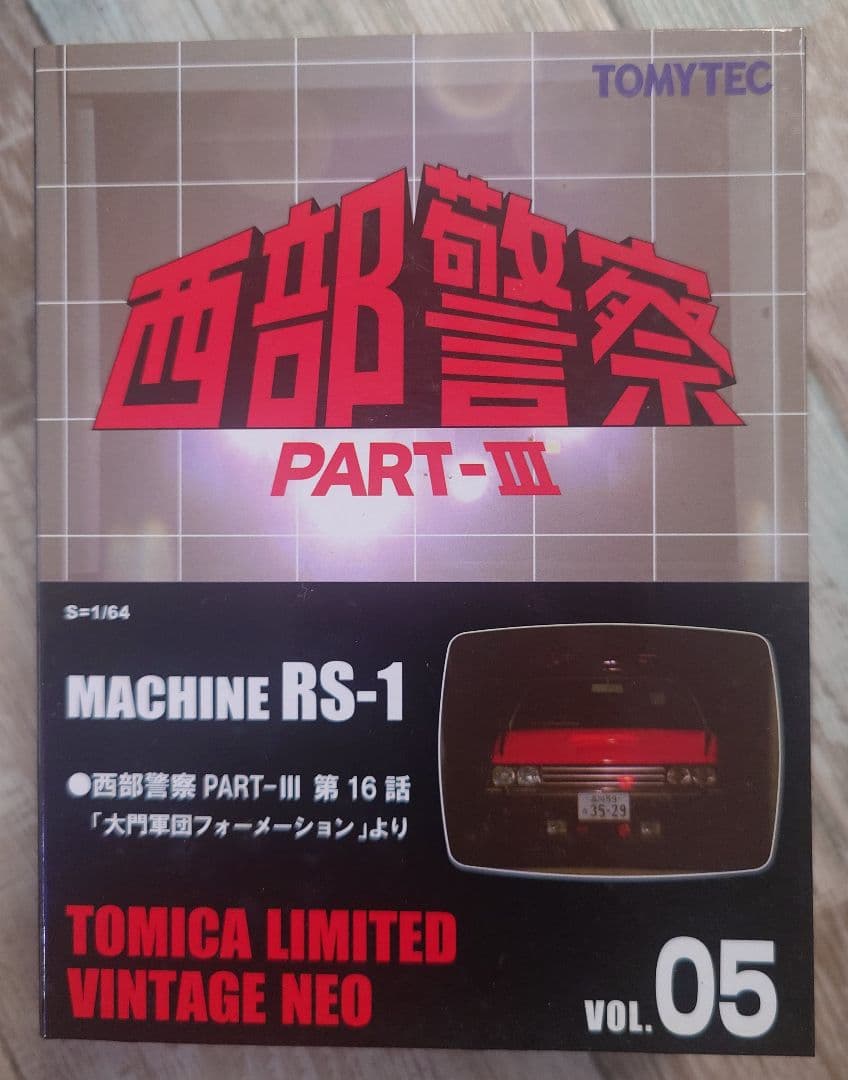 TOMYTEC
西部警察
PART-III
S=1/64
MACHINE RS-1
●西部警察 PART-III 第16話
「大門軍団フォーメーション」より
35-29
TOMICA LIMITED
VINTAGE NEO
VOL.05